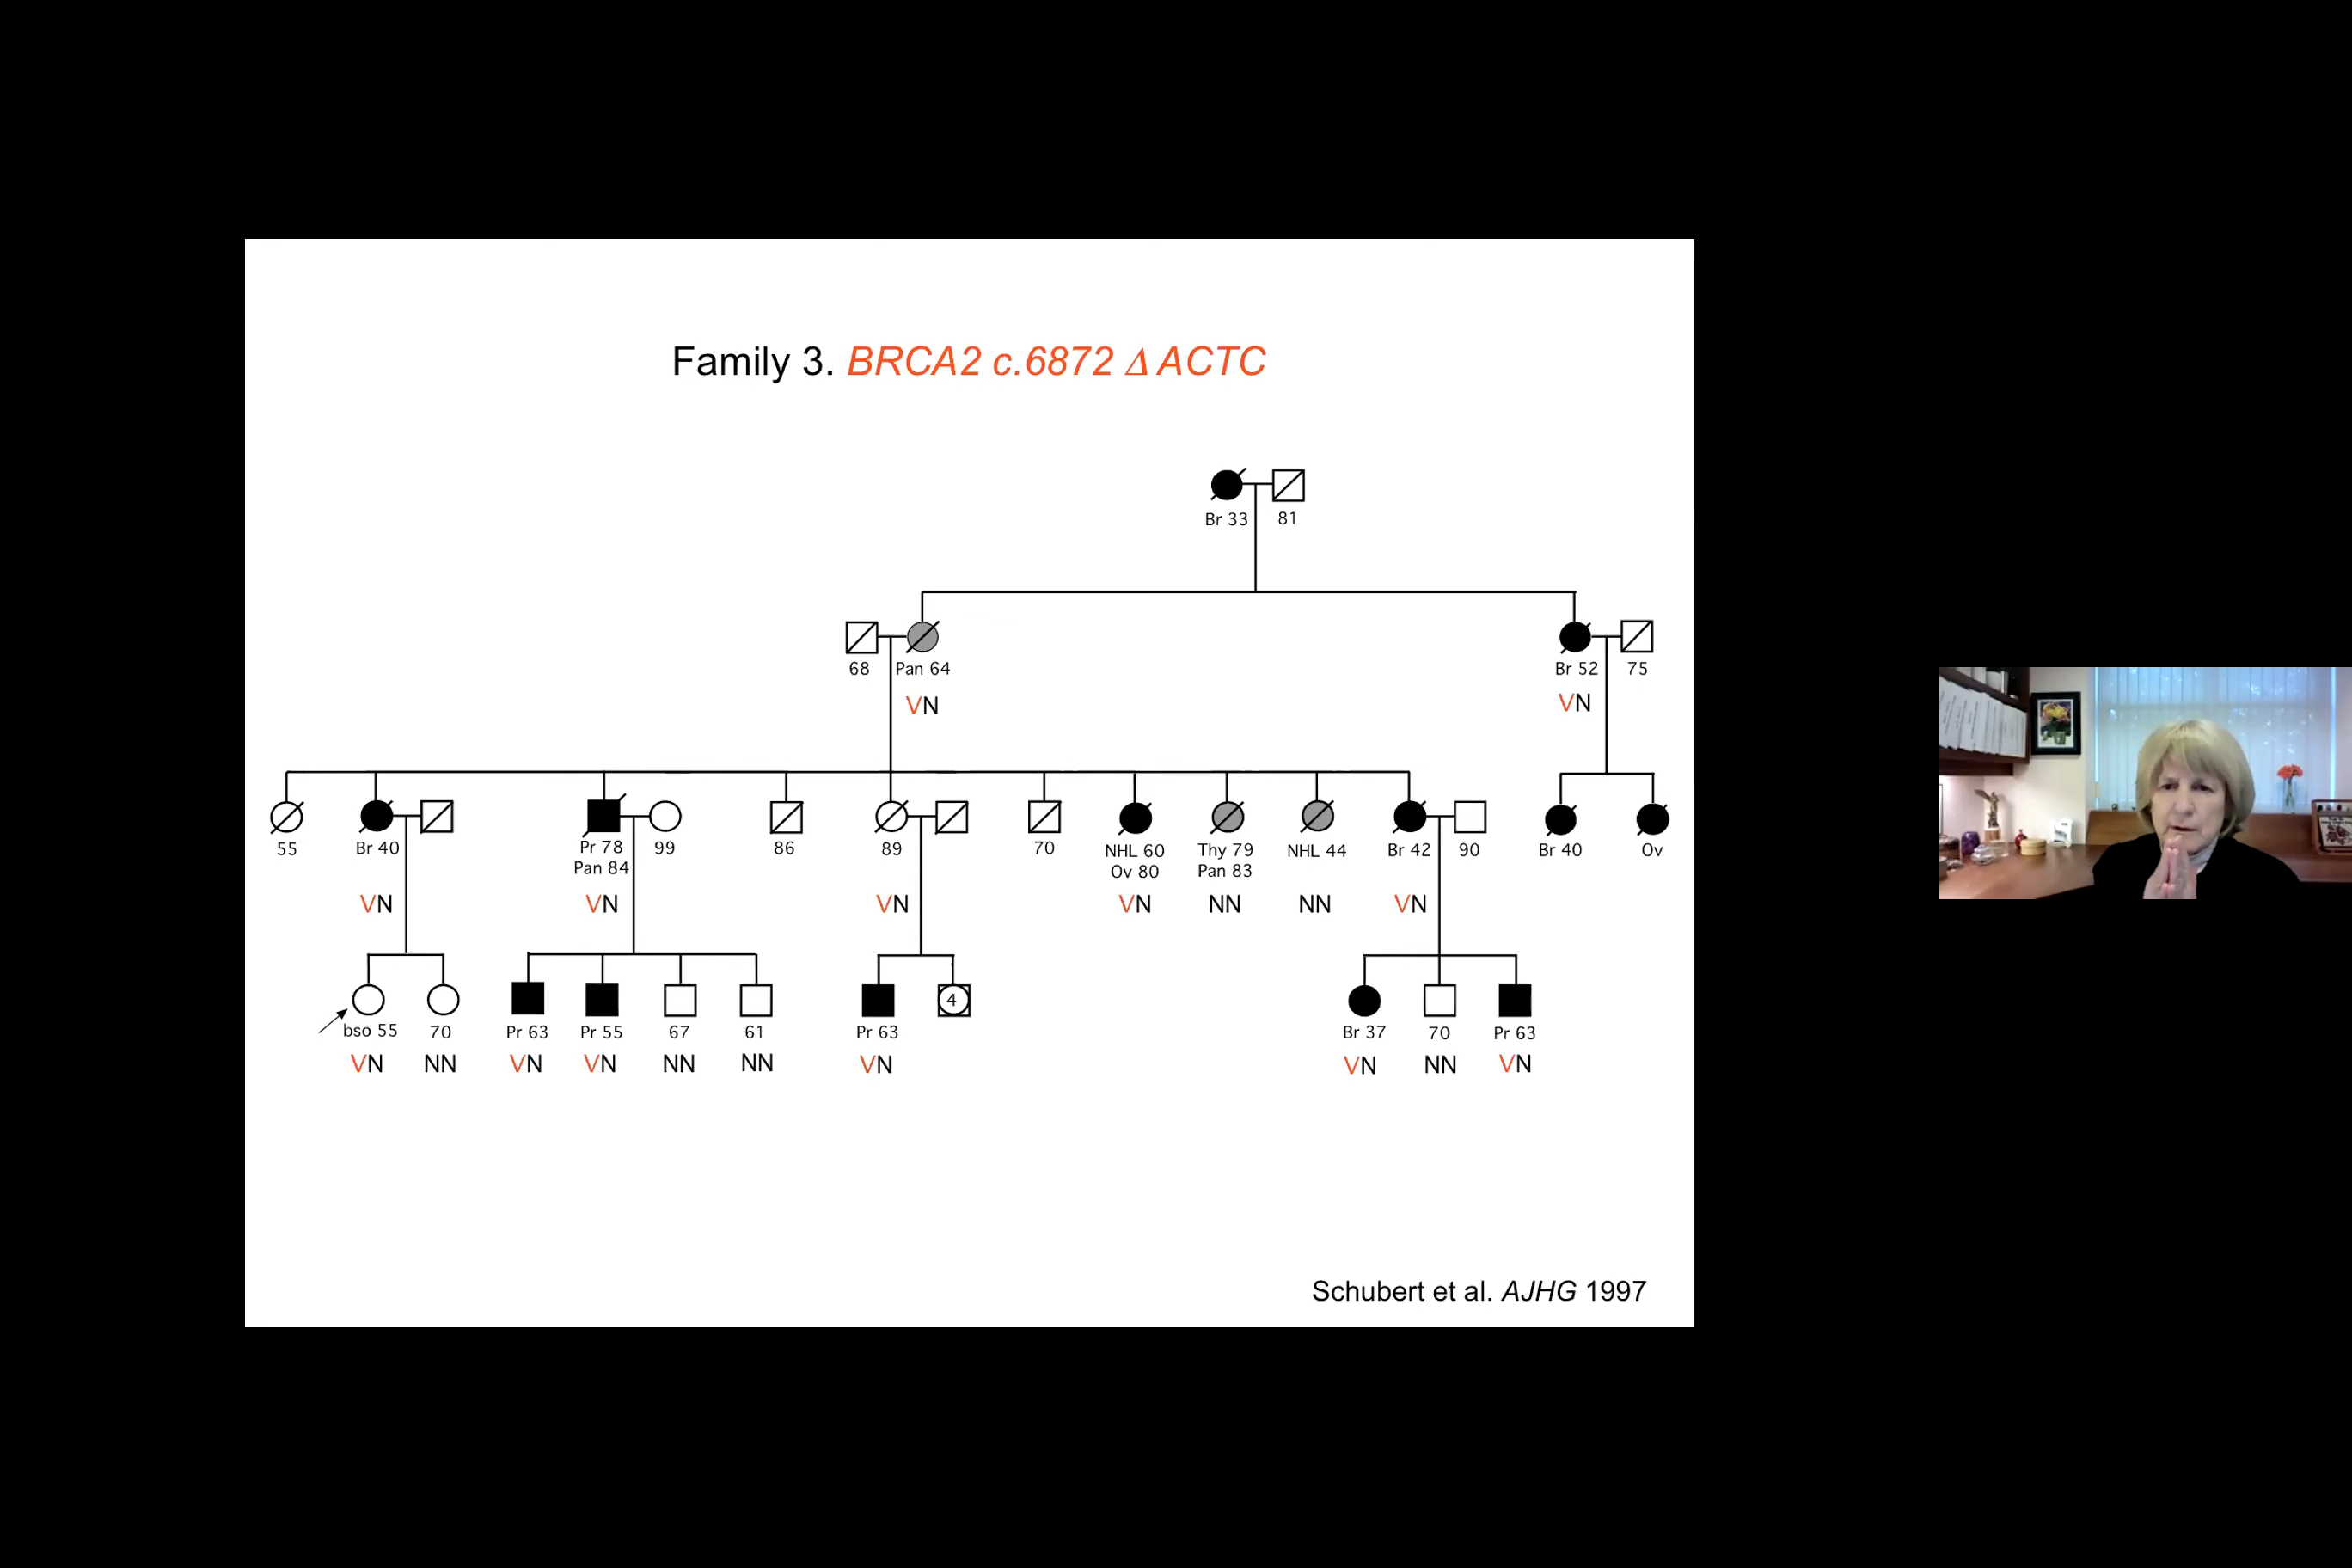 Family 3. BRCA2 c.6872 Δ ACTC
Br 33 81
68 Pan 64 Br 52 75
VN VN
55 Br 40 Pr 78 99 86 89 70 NHL 60 Thy 79 NHL 44 Br 42 90 Br 40 Ov
Pan 84 Ov 80 Pan 83
VN VN VN VN NN NN VN
4
bso 55 70 Pr 63 Pr 55 67 61 Pr 63 Br 37 70 Pr 63
VN NN VN VN NN NN VN VN NN VN
Schubert et al. AJHG 1997